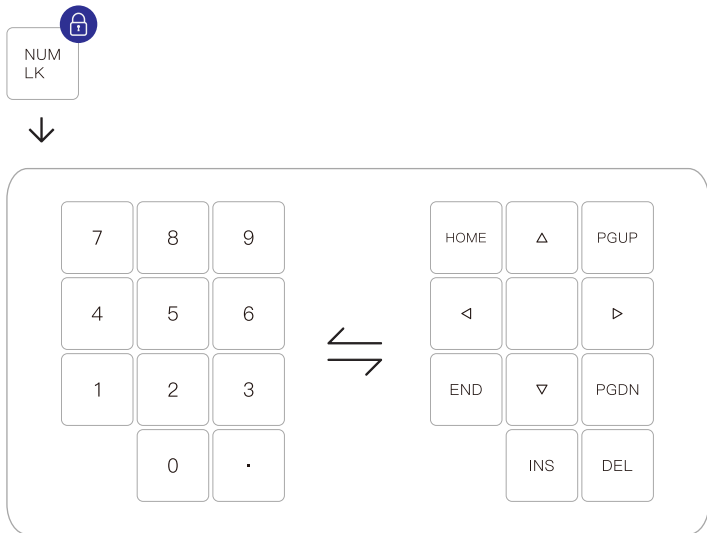 NUM
LK
7 8 9 HOME △ PGUP
4 5 6 ◁ ▷
1 2 3 END ▽ PGDN
0 . INS DEL